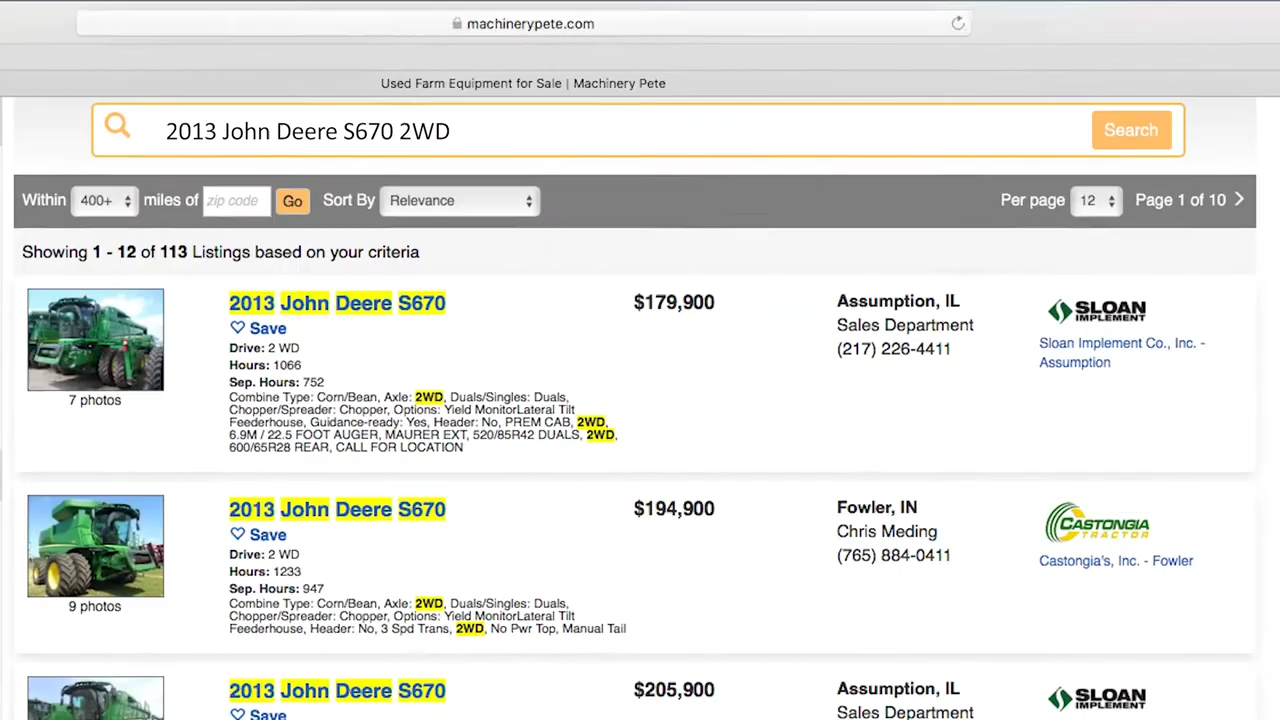 machinerypete.com
Used Farm Equipment for Sale | Machinery Pete
2013 John Deere S670 2WD
Search
Within 400+ miles of zip code Go Sort By Relevance Per page 12 Page 1 of 10
Showing 1 - 12 of 113 Listings based on your criteria
7 photos
2013 John Deere S670
Save
Drive: 2 WD
Hours: 1066
Sep. Hours: 752
Combine Type: Corn/Bean, Axle: 2WD, Duals/Singles: Duals,
Chopper/Spreader: Chopper, Options: Yield MonitorLateral Tilt
Feederhouse, Guidance-ready: Yes, Header: No, PREM CAB, 2WD,
6.9M / 22.5 FOOT AUGER, MAURER EXT, 520/85R42 DUALS, 2WD,
600/65R28 REAR, CALL FOR LOCATION
$179,900
Assumption, IL
Sales Department
(217) 226-4411
SLOAN
IMPLEMENT
Sloan Implement Co., Inc. -
Assumption
9 photos
2013 John Deere S670
Save
Drive: 2 WD
Hours: 1233
Sep. Hours: 947
Combine Type: Corn/Bean, Axle: 2WD, Duals/Singles: Duals,
Chopper/Spreader: Chopper, Options: Yield MonitorLateral Tilt
Feederhouse, Header: No, 3 Spd Trans, 2WD, No Pwr Top, Manual Tail
$194,900
Fowler, IN
Chris Meding
(765) 884-0411
CASTONGIA
TRACTOR
Castongia's, Inc. - Fowler
2013 John Deere S670
Save
$205,900
Assumption, IL
Sales Department
SLOAN
IMPLEMENT